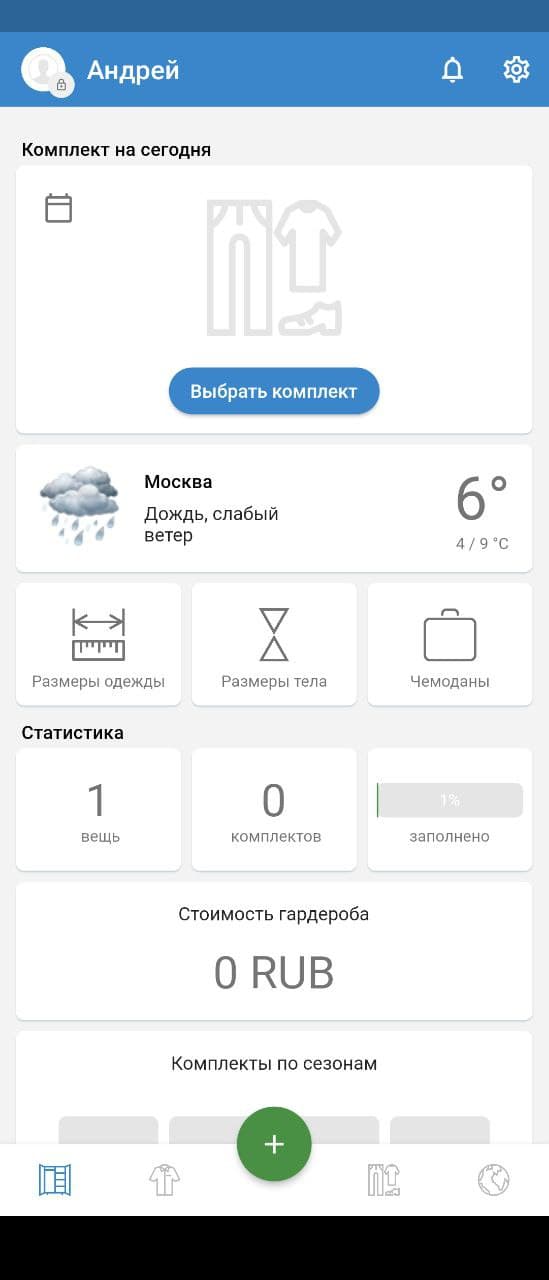 Андрей
Комплект на сегодня
Выбрать комплект
Москва
6°
Дождь, слабый
ветер
4 / 9 °C
Размеры одежды
Размеры тела
Чемоданы
Статистика
1
0
1%
вещь
комплектов
заполнено
Стоимость гардероба
0 RUB
Комплекты по сезонам
+